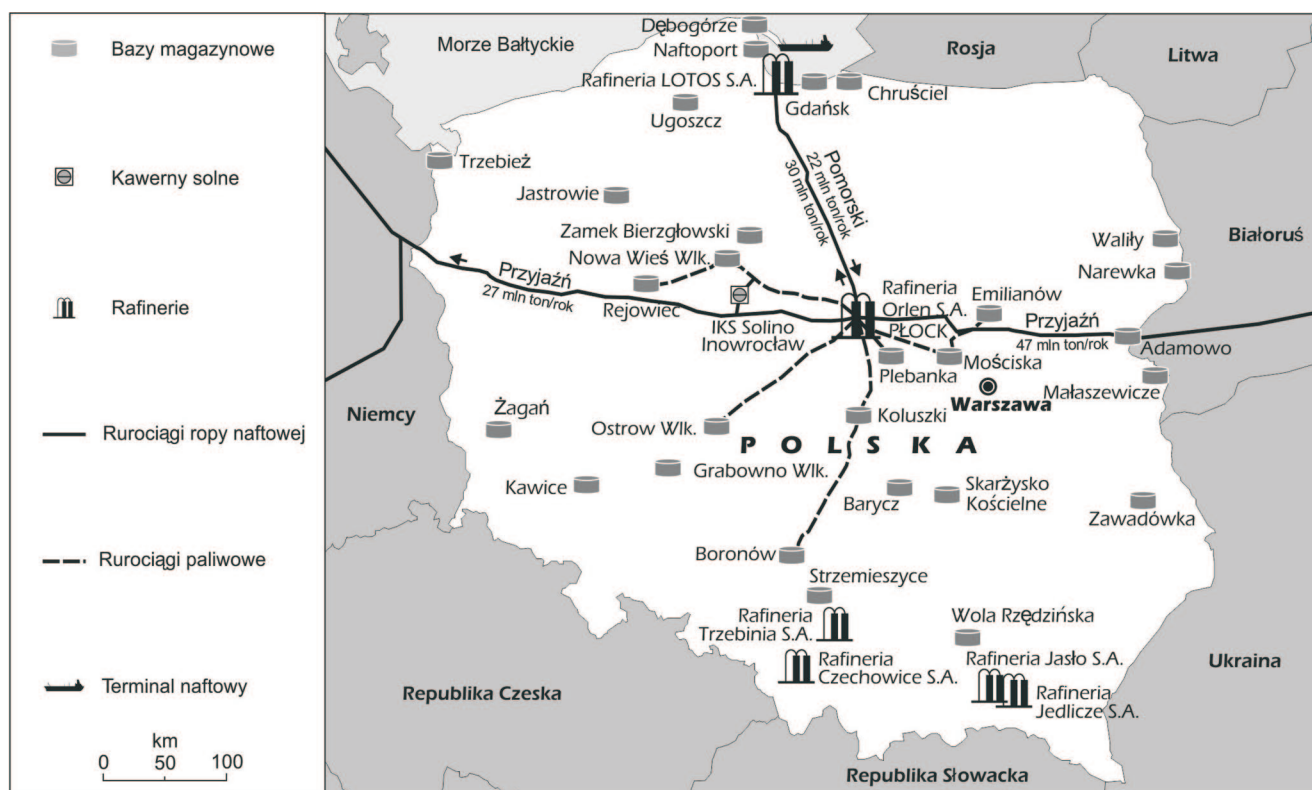 Bazy magazynowe
Kawerny solne
Rafinerie
Rurociągi ropy naftowej
Rurociągi paliwowe
Terminal naftowy
km
0 50 100
Morze Bałtyckie
Rosja
Litwa
Białoruś
Ukraina
Niemcy
Republika Czeska
Republika Słowacka
POLSKA
Dębogórze
Naftoport
Rafineria LOTOS S.A.
Gdańsk
Chruściel
Ugoszcz
Trzebież
Jastrowie
Pomorski
22 mln ton/rok
30 mln ton/rok
Zamek Bierzgłowski
Nowa Wieś Wlk.
Waliły
Narewka
Przyjaźń
27 mln ton/rok
Rejowiec
IKS Solino
Inowrocław
Rafineria
Orlen S.A.
PŁOCK
Emilianów
Przyjaźń
47 mln ton/rok
Adamowo
Mościska
Plebanka
Małaszewicze
Warszawa
Żagań
Ostrow Wlk.
Koluszki
Grabowno Wlk.
Kawice
Barycz
Skarżysko
Kościelne
Zawadówka
Boronów
Strzemieszyce
Rafineria
Trzebinia S.A.
Wola Rzędzińska
Rafineria
Czechowice S.A.
Rafineria Jasło S.A.
Rafineria
Jedlicze S.A.